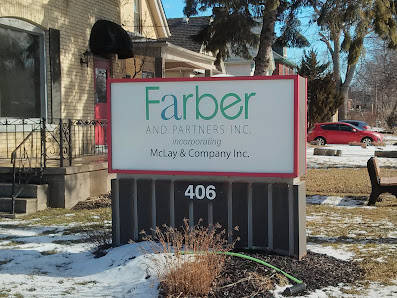 Farber
AND PARTNERS INC.
incorporating
McLay & Company Inc.
406